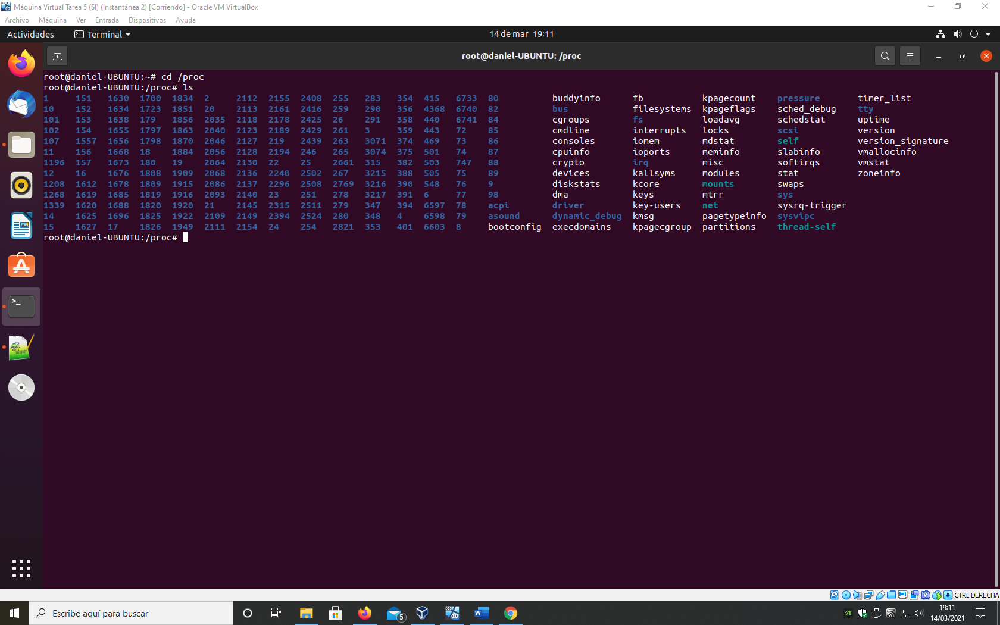 Máquina Virtual Tarea 5 (SI) (Instantánea 2) [Corriendo] - Oracle VM VirtualBox
Archivo Máquina Ver Entrada Dispositivos Ayuda
Actividades Terminal 14 de mar 19:11
root@daniel-UBUNTU: /proc
root@daniel-UBUNTU:~# cd /proc
root@daniel-UBUNTU:/proc# ls
1 151 1630 1700 1834 2 2112 2155 2408 255 283 354 415 6733 80 buddyinfo fb kpagecount pressure timer_list
10 152 1634 1723 1851 20 2113 2161 2416 259 290 356 4368 6740 82 bus filesystems kpageflags sched_debug tty
101 153 1638 179 1856 2035 2118 2178 2425 26 291 358 440 6741 84 cgroups fs loadavg schedstat uptime
102 154 1655 1797 1863 2040 2123 2189 2429 261 3 359 443 72 85 cmdline interrupts locks scsi version
107 1557 1656 1798 1870 2046 2127 219 2439 263 3071 374 469 73 86 consoles iomem mdstat self version_signature
11 156 1668 18 1884 2056 2128 2194 246 265 3074 375 501 74 87 cpuinfo ioports meminfo slabinfo vmallocinfo
1196 157 1673 180 19 2064 2130 22 25 2661 315 382 503 747 88 crypto irq misc softirqs vmstat
12 16 1676 1808 1909 2068 2136 2240 2502 267 3215 388 505 75 89 devices kallsyms modules stat zoneinfo
1208 1612 1678 1809 1915 2086 2137 2296 2508 2769 3216 390 548 76 9 diskstats kcore mounts swaps
1268 1619 1685 1819 1916 2093 2140 23 251 278 3217 391 6 77 98 dma keys mtrr sys
1339 1620 1688 1820 1920 21 2145 2315 2511 279 347 394 6597 78 acpi driver key-users net sysrq-trigger
14 1625 1696 1825 1922 2109 2149 2394 2524 280 348 4 6598 79 asound dynamic_debug kmsg pagetypeinfo sysvipc
15 1627 17 1826 1949 2111 2154 24 254 2821 353 401 6603 8 bootconfig execdomains kpagecgroup partitions thread-self
root@daniel-UBUNTU:/proc#
CTRL DERECHA
Escribe aquí para buscar
5
19:11
14/03/2021